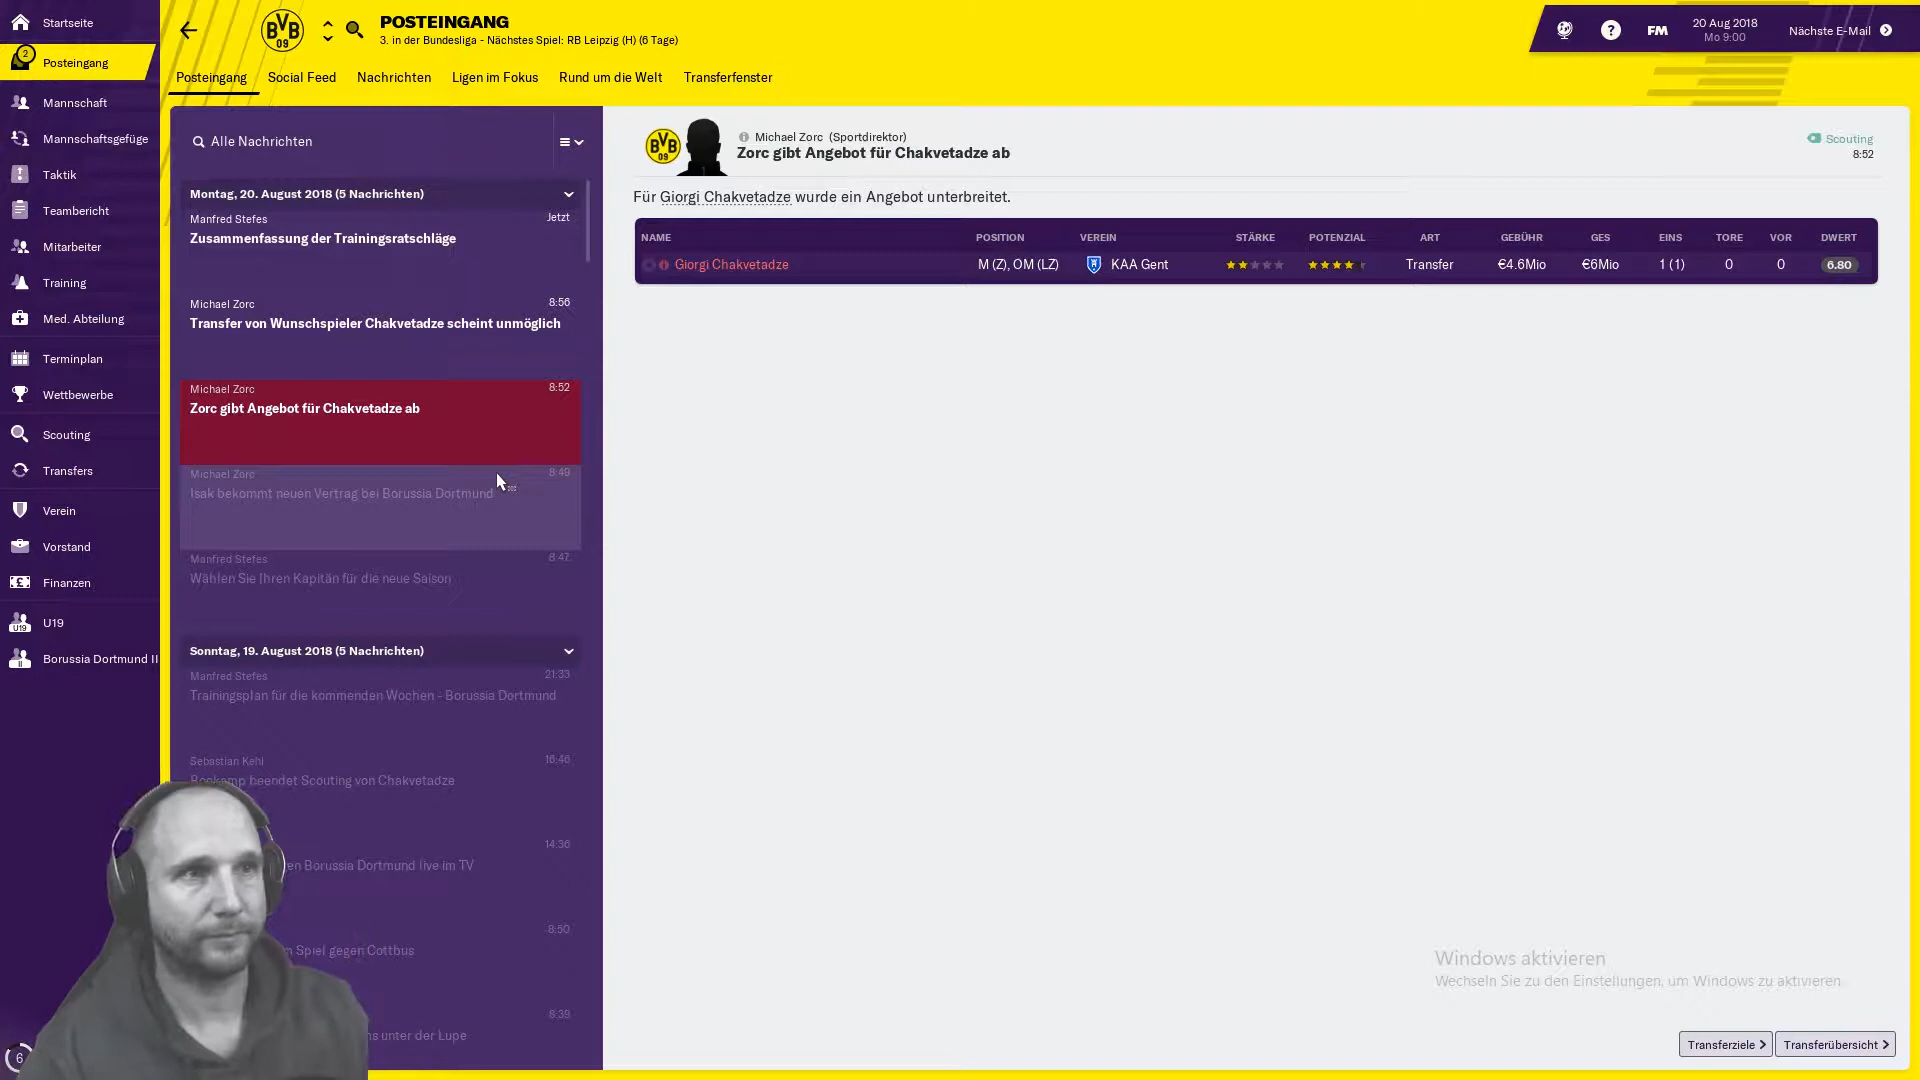 Startseite
2
Posteingang
Mannschaft
Mannschaftsgefüge
Taktik
Teambericht
Mitarbeiter
Training
Med. Abteilung
Terminplan
Wettbewerbe
Scouting
Transfers
Verein
Vorstand
Finanzen
U19
U19
II
Borussia Dortmund II
6
BVB
09
POSTEINGANG
3. in der Bundesliga - Nächstes Spiel: RB Leipzig (H) (6 Tage)
FM
20 Aug 2018
Mo 9:00
Nächste E-Mail
Posteingang
Social Feed
Nachrichten
Ligen im Fokus
Rund um die Welt
Transferfenster
Alle Nachrichten
Montag, 20. August 2018 (5 Nachrichten)
Manfred Stefes
Jetzt
Zusammenfassung der Trainingsratschläge
Michael Zorc
8:56
Transfer von Wunschspieler Chakvetadze scheint unmöglich
Michael Zorc
8:52
Zorc gibt Angebot für Chakvetadze ab
Michael Zorc
8:49
Isak bekommt neuen Vertrag bei Borussia Dortmund
Manfred Stefes
8:47
Wählen Sie Ihren Kapitän für die neue Saison
Sonntag, 19. August 2018 (5 Nachrichten)
Manfred Stefes
21:33
Trainingsplan für die kommenden Wochen - Borussia Dortmund
Sebastian Kehl
16:46
beendet Scouting von Chakvetadze
14:36
en Borussia Dortmund live im TV
8:50
Spiel gegen Cottbus
8:39
unter der Lupe
BVB
09
Michael Zorc (Sportdirektor)
Zorc gibt Angebot für Chakvetadze ab
Scouting
8:52
Für Giorgi Chakvetadze wurde ein Angebot unterbreitet.
NAME POSITION VEREIN STÄRKE POTENZIAL ART GEBÜHR GES EINS TORE VOR DWERT
Giorgi Chakvetadze M (Z), OM (LZ) KAA Gent Transfer €4.6Mio €6Mio 1 (1) 0 0 6.80
Windows aktivieren
Wechseln Sie zu den Einstellungen, um Windows zu aktivieren.
Transferziele
Transferübersicht